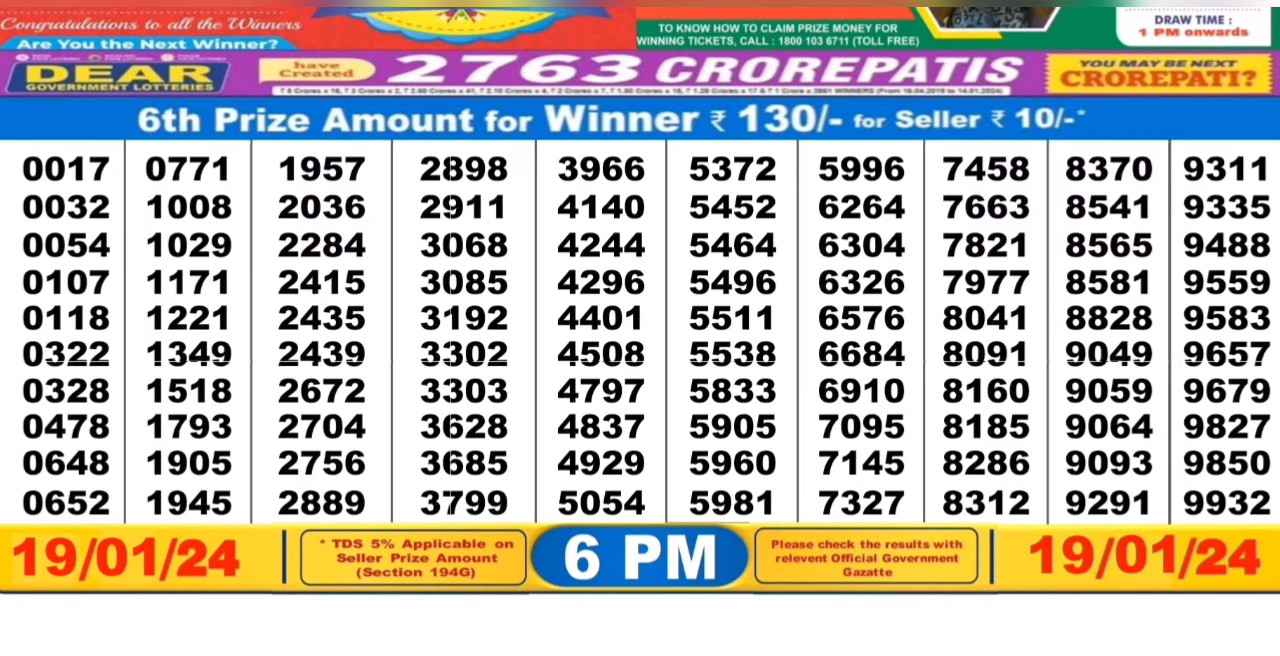 Congratulations to all the Winners
Are You the Next Winner?
TO KNOW HOW TO CLAIM PRIZE MONEY FOR
WINNING TICKETS, CALL : 1800 103 6711 (TOLL FREE)
DRAW TIME :
1 PM onwards
DEAR
GOVERNMENT LOTTERIES
have
Created
2763 CROREPATIS
YOU MAY BE NEXT
CROREPATI?
6th Prize Amount for Winner ₹ 130/- for Seller ₹ 10/-*
0017 0771 1957 2898 3966 5372 5996 7458 8370 9311
0032 1008 2036 2911 4140 5452 6264 7663 8541 9335
0054 1029 2284 3068 4244 5464 6304 7821 8565 9488
0107 1171 2415 3085 4296 5496 6326 7977 8581 9559
0118 1221 2435 3192 4401 5511 6576 8041 8828 9583
0322 1349 2439 3302 4508 5538 6684 8091 9049 9657
0328 1518 2672 3303 4797 5833 6910 8160 9059 9679
0478 1793 2704 3628 4837 5905 7095 8185 9064 9827
0648 1905 2756 3685 4929 5960 7145 8286 9093 9850
0652 1945 2889 3799 5054 5981 7327 8312 9291 9932
19/01/24
* TDS 5% Applicable on
Seller Prize Amount
(Section 194G)
6 PM
Please check the results with
relevent Official Government
Gazatte
19/01/24